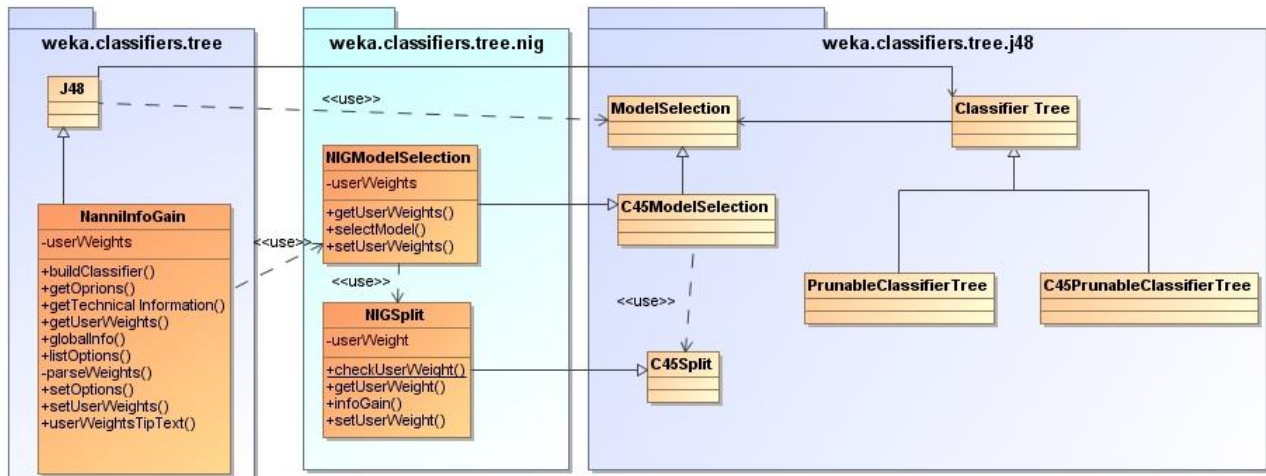 weka.classifiers.tree
J48
NanniInfoGain
-userWeights
+buildClassifier()
+getOprions()
+getTechnical Information()
+getUserWeights()
+globalInfo()
+listOptions()
-parseWeights()
+setOptions()
+setUserWeights()
+userWeightsTipText()
<<use>>
weka.classifiers.tree.nig
<<use>>
NIGModelSelection
-userWeights
+getUserWeights()
+selectModel()
+setUserWeights()
<<use>>
NIGSplit
-userWeight
+checkUserWeight()
+getUserWeight()
+infoGain()
+setUserWeight()
weka.classifiers.tree.j48
ModelSelection
Classifier Tree
C45ModelSelection
<<use>>
PrunableClassifierTree
C45PrunableClassifierTree
C45Split